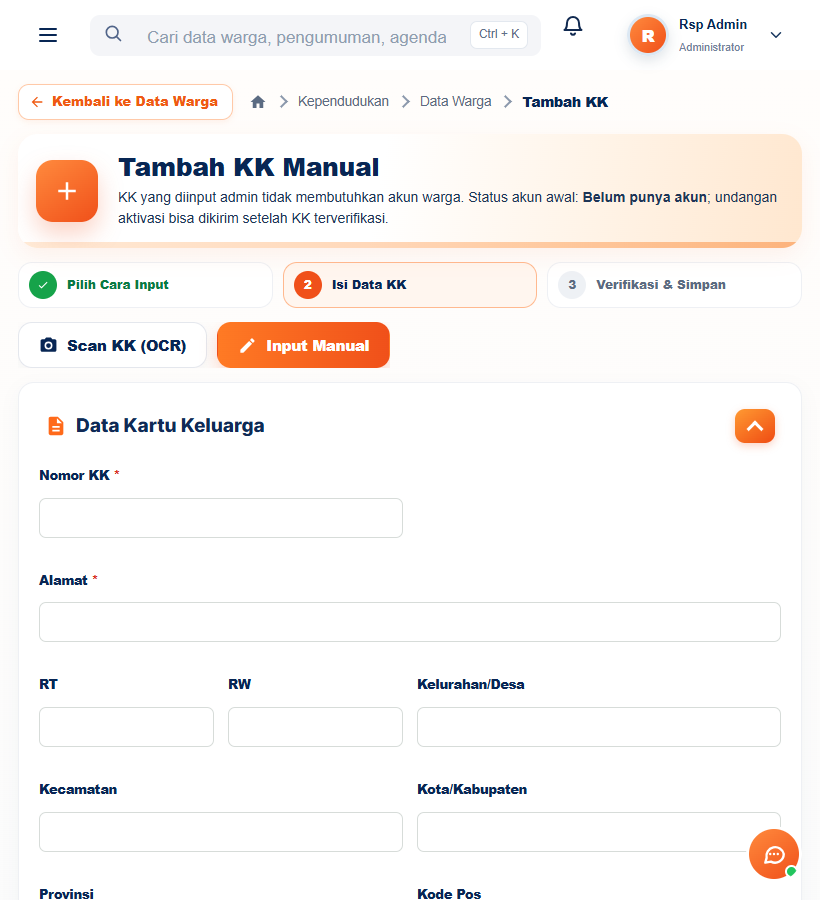 Cari data warga, pengumuman, agenda
Ctrl + K
R
Rsp Admin
Administrator
Kembali ke Data Warga
Kependudukan
Data Warga
Tambah KK
Tambah KK Manual
KK yang diinput admin tidak membutuhkan akun warga. Status akun awal: Belum punya akun; undangan
aktivasi bisa dikirim setelah KK terverifikasi.
Pilih Cara Input
2
Isi Data KK
3
Verifikasi & Simpan
Scan KK (OCR)
Input Manual
Data Kartu Keluarga
Nomor KK *
Alamat *
RT
RW
Kelurahan/Desa
Kecamatan
Kota/Kabupaten
Provinsi
Kode Pos